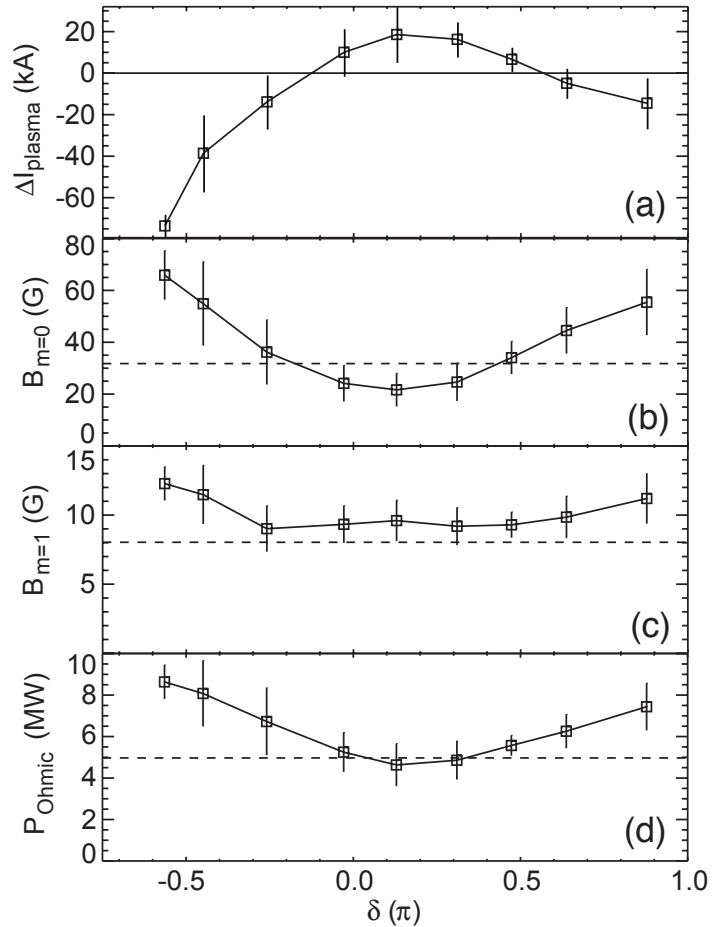 20
0
-20
-40
-60
ΔI_plasma (kA)
(a)
80
60
40
20
0
B_m=0 (G)
(b)
15
10
5
B_m=1 (G)
(c)
10
8
6
4
2
0
P_Ohmic (MW)
(d)
-0.5 0.0 0.5 1.0
δ (π)